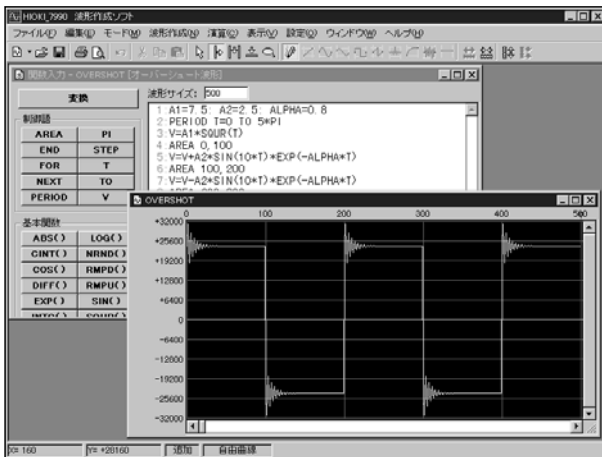 HIOKI_7990 波形作成ソフト
ファイル(F) 編集(E) モード(M) 波形作成(N) 演算(C) 表示(V) 設定(O) ウィンドウ(W) ヘルプ(H)
関数入力 - OVERSHOT [オーバーシュート波形]
変換
波形サイズ: 500
制御語
AREA PI
END STEP
FOR T
NEXT TO
PERIOD V
基本関数
ABS() LOG()
CINT() NRND()
COS() RMPD()
DIFF() RMPU()
EXP() SIN()
INTG() SQUR()
1:A1=7.5: A2=2.5: ALPHA=0.8
2:PERIOD T=0 TO 5*PI
3:V=A1*SQUR(T)
4:AREA 0,100
5:V=V+A2*SIN(10*T)*EXP(-ALPHA*T)
6:AREA 100, 200
7:V=V-A2*SIN(10*T)*EXP(-ALPHA*T)
OVERSHOT
0 100 200 300 400 500
+32000
+25600
+19200
+12800
+6400
0
-6400
-12800
-19200
-25600
-32000
X= 160 Y= +28160 追加 自由曲線